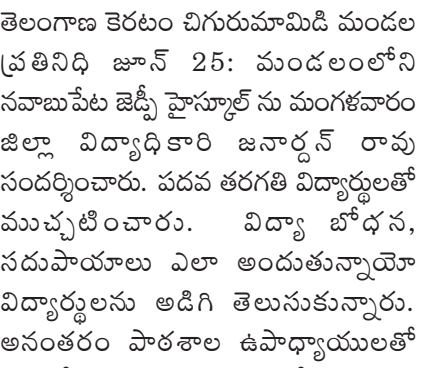 తెలంగాణ కెరటం చిగురుమామిడి మండల
ప్రతినిధి జూన్ 25: మండలంలోని
నవాబుపేట జెడ్పీ హైస్కూల్ ను మంగళవారం
జిల్లా విద్యాధికారి జనార్దన్ రావు
సందర్శించారు. పదవ తరగతి విద్యార్థులతో
ముచ్చటించారు. విద్యా బోధన,
సదుపాయాలు ఎలా అందుతున్నాయో
విద్యార్థులను అడిగి తెలుసుకున్నారు.
అనంతరం పాఠశాల ఉపాధ్యాయులతో